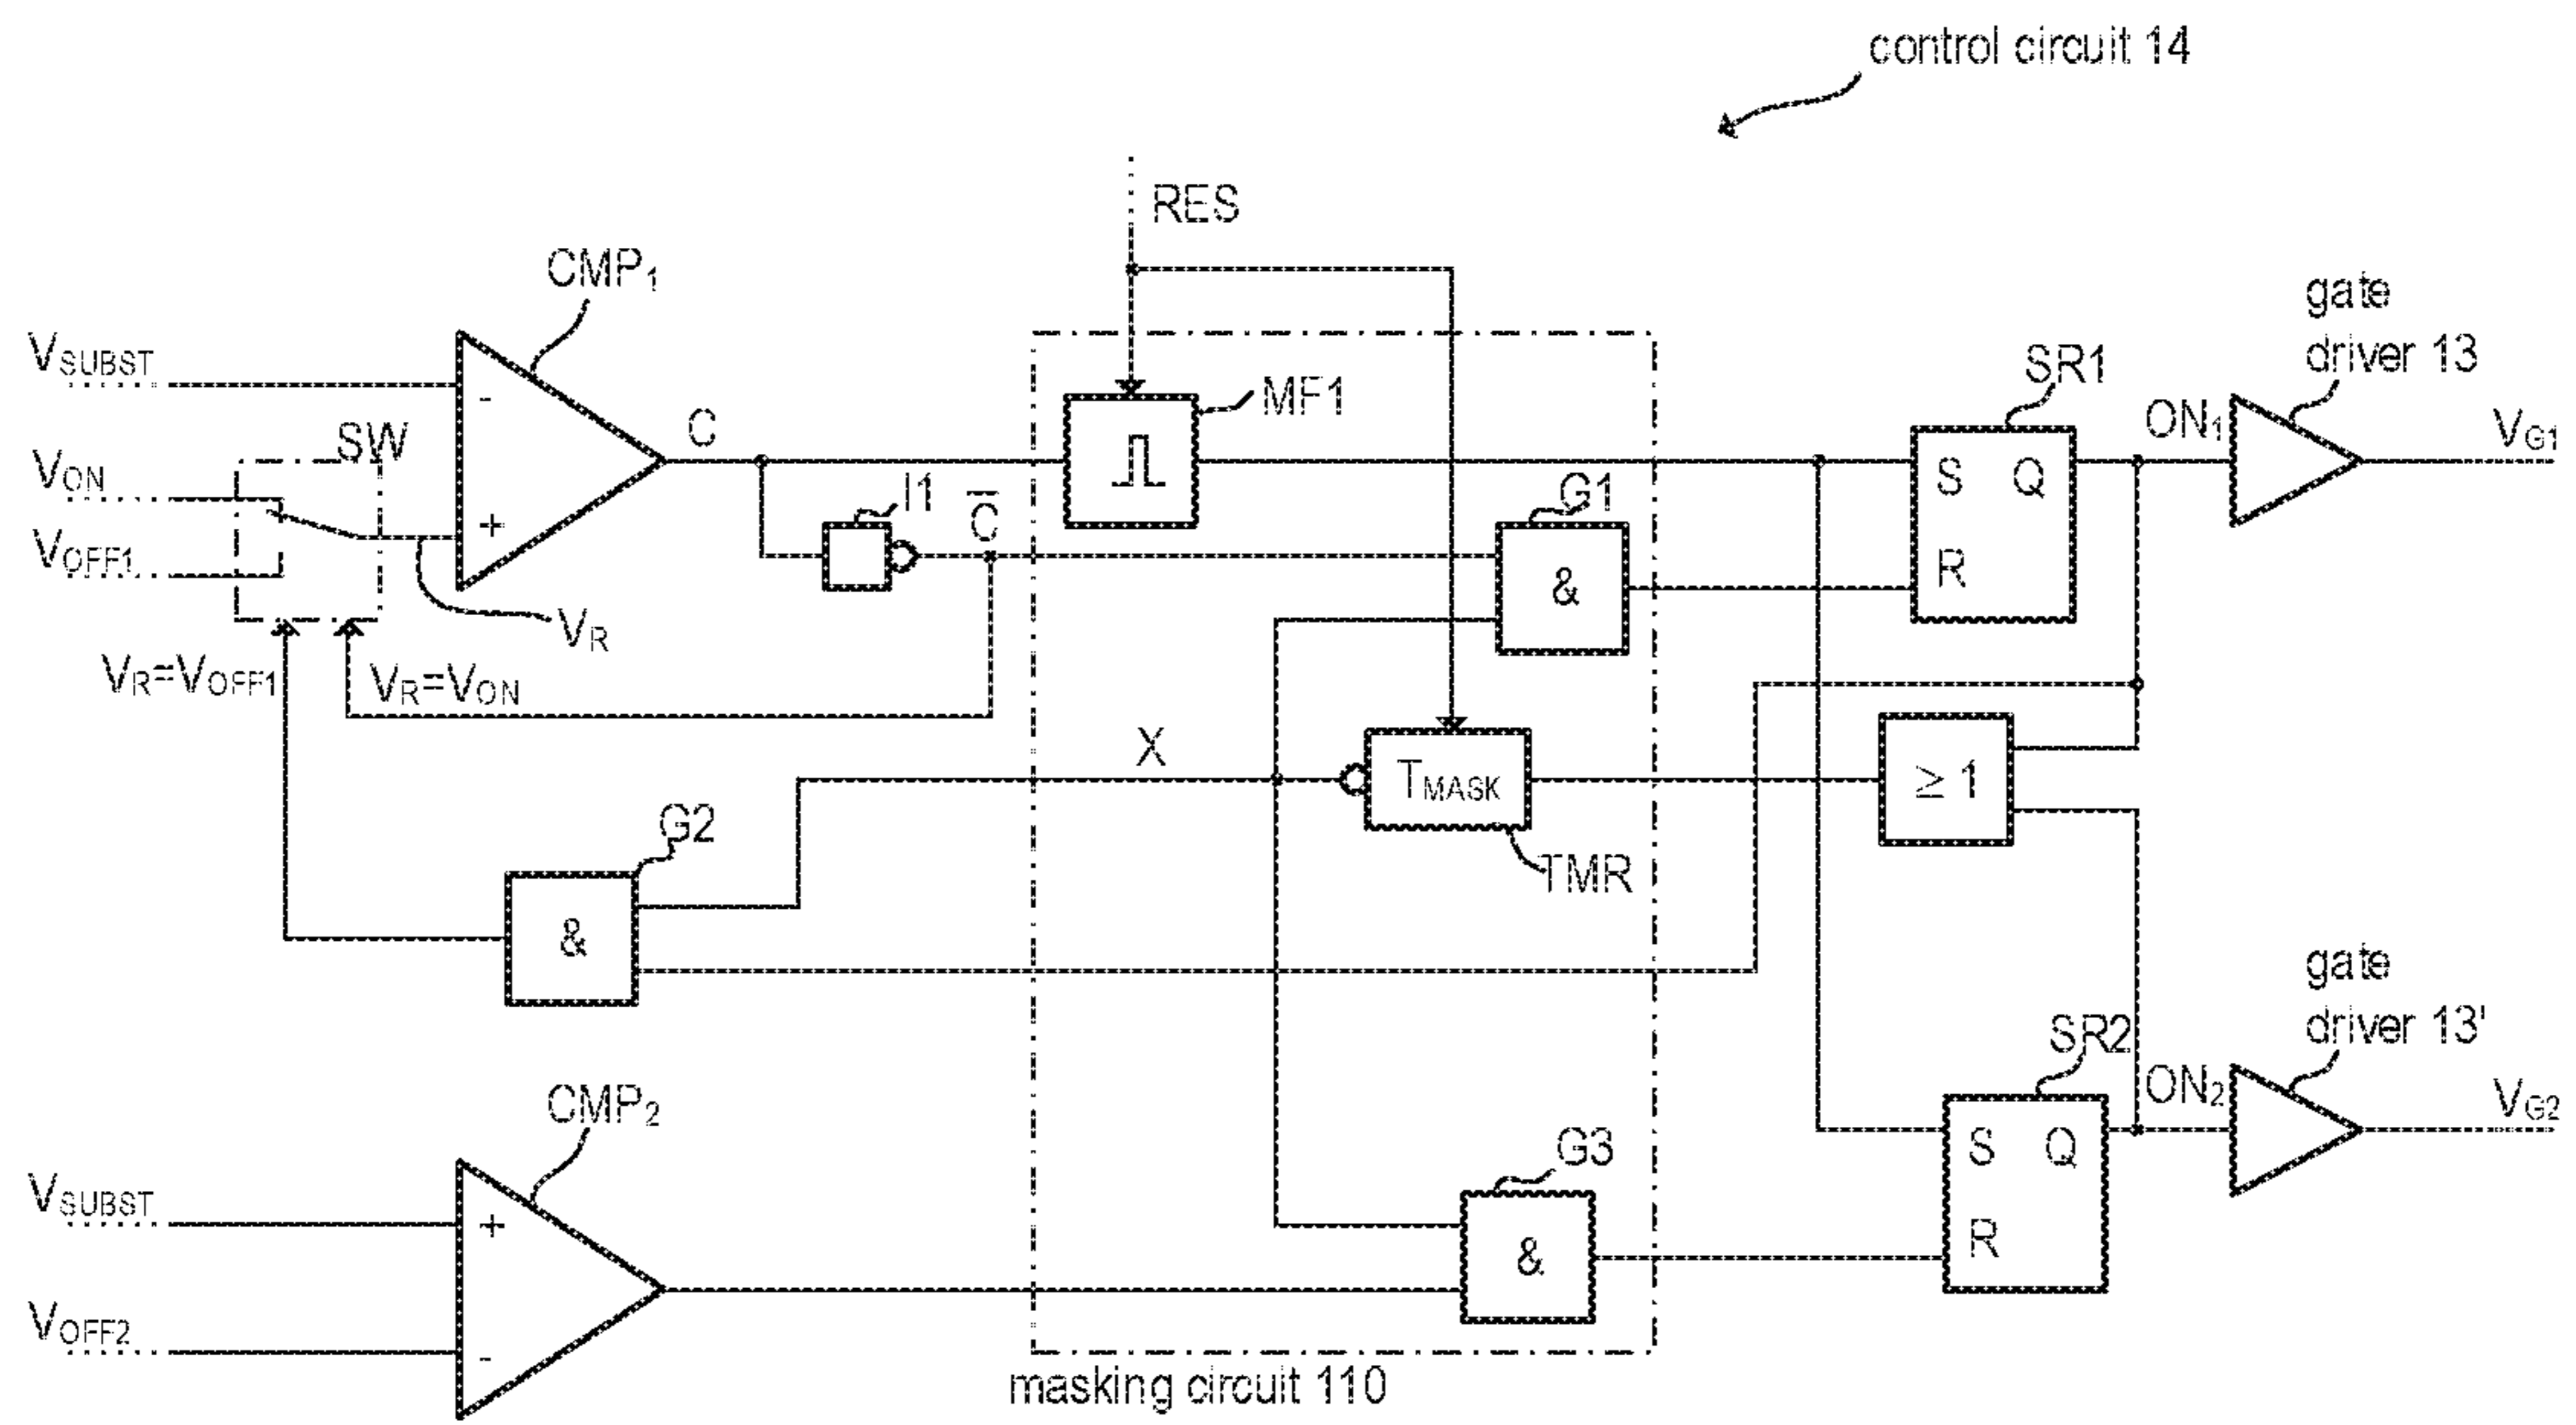 control circuit 14
RES
CMP1
gate
driver 13
VSUBST
-
SW
VON
+
VOFF1
VR
VR=VOFF1
VR=VON
C
I1
C̅
MF1
G1
&
SR1
S Q
R
ON1
VG1
X
TMASK
TMR
≥ 1
G2
&
gate
driver 13'
SR2
S Q
R
ON2
VG2
CMP2
VSUBST
+
VOFF2
-
G3
&
masking circuit 110